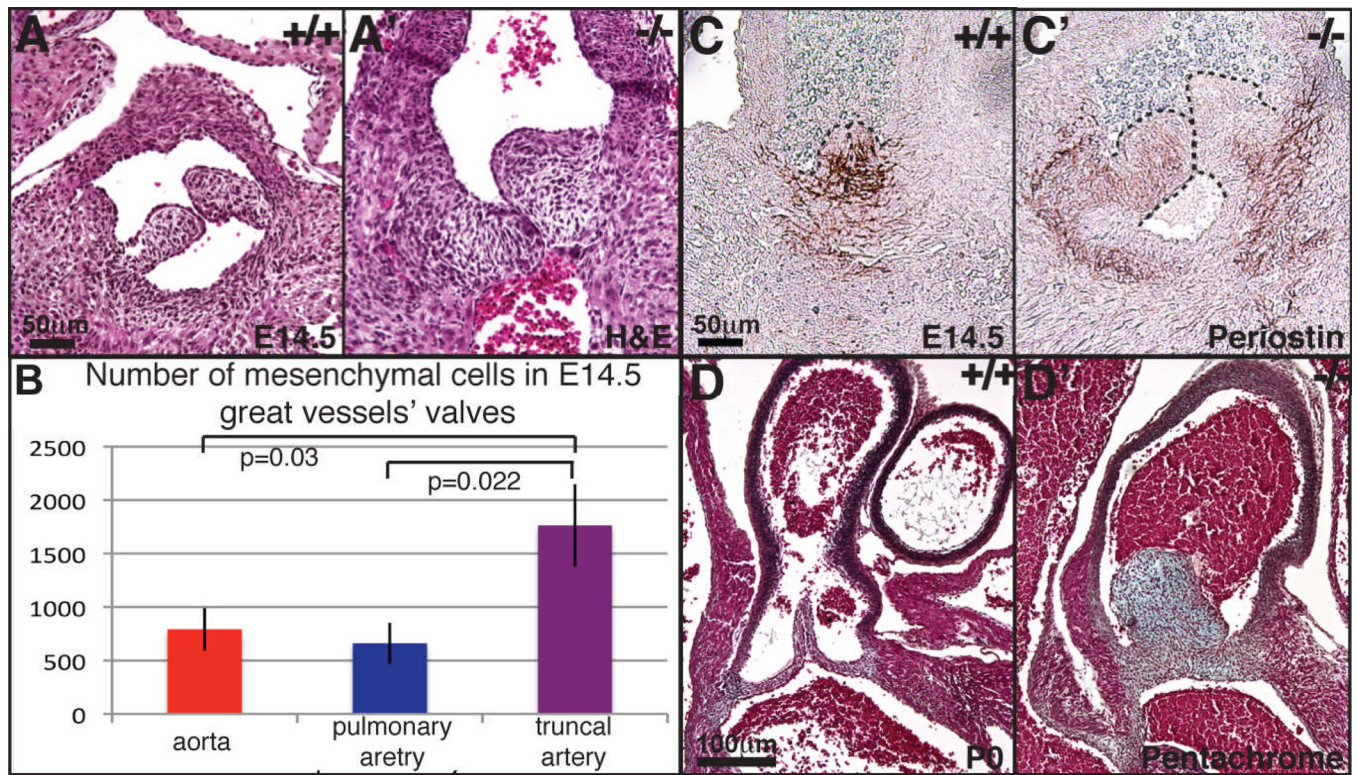 A
+/+
50µm
E14.5
A'
-/-
H&E
B
Number of mesenchymal cells in E14.5
great vessels' valves
2500
2000
1500
1000
500
0
p=0.03
p=0.022
aorta
pulmonary
aretry
truncal
artery
C
+/+
50µm
E14.5
C'
-/-
Periostin
D
+/+
100µm
P0
D'
-/-
Pentachrome